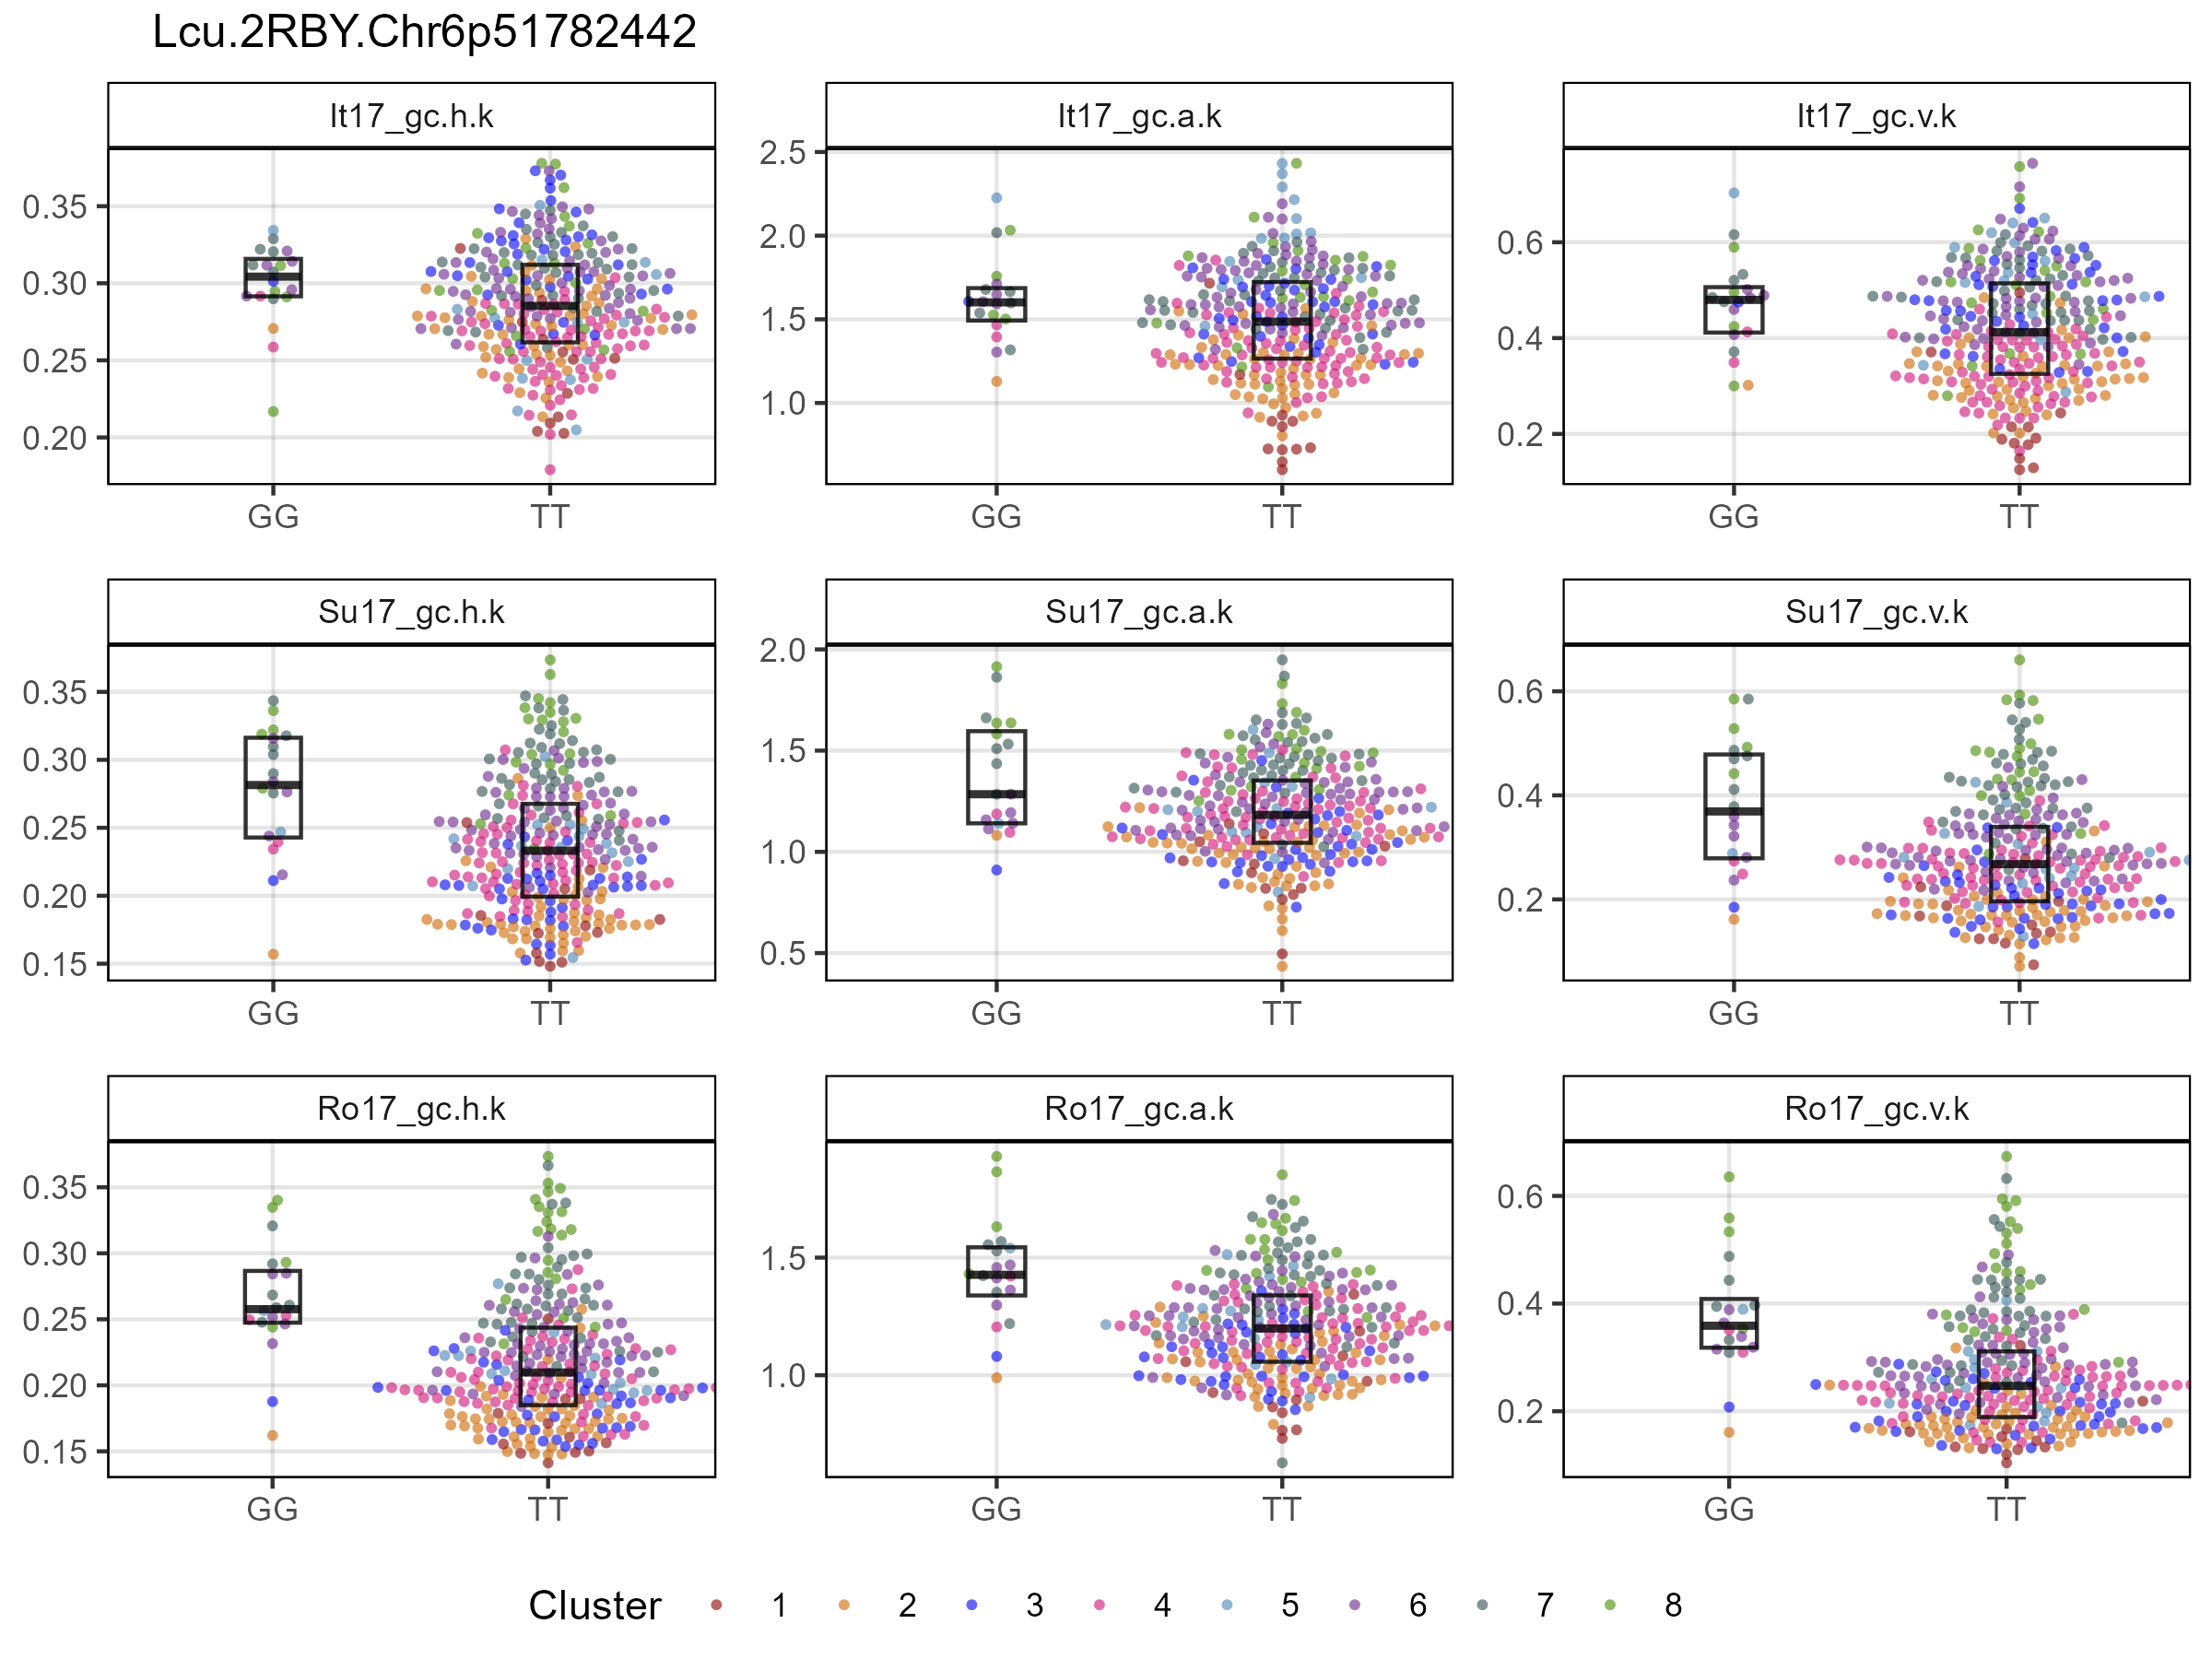 Lcu.2RBY.Chr6p51782442
It17_gc.h.k
It17_gc.a.k
It17_gc.v.k
0.35
0.30
0.25
0.20
GG TT
2.5
2.0
1.5
1.0
GG TT
0.6
0.4
0.2
GG TT
Su17_gc.h.k
Su17_gc.a.k
Su17_gc.v.k
0.35
0.30
0.25
0.20
0.15
GG TT
2.0
1.5
1.0
0.5
GG TT
0.6
0.4
0.2
GG TT
Ro17_gc.h.k
Ro17_gc.a.k
Ro17_gc.v.k
0.35
0.30
0.25
0.20
0.15
GG TT
1.5
1.0
GG TT
0.6
0.4
0.2
GG TT
Cluster 1 2 3 4 5 6 7 8